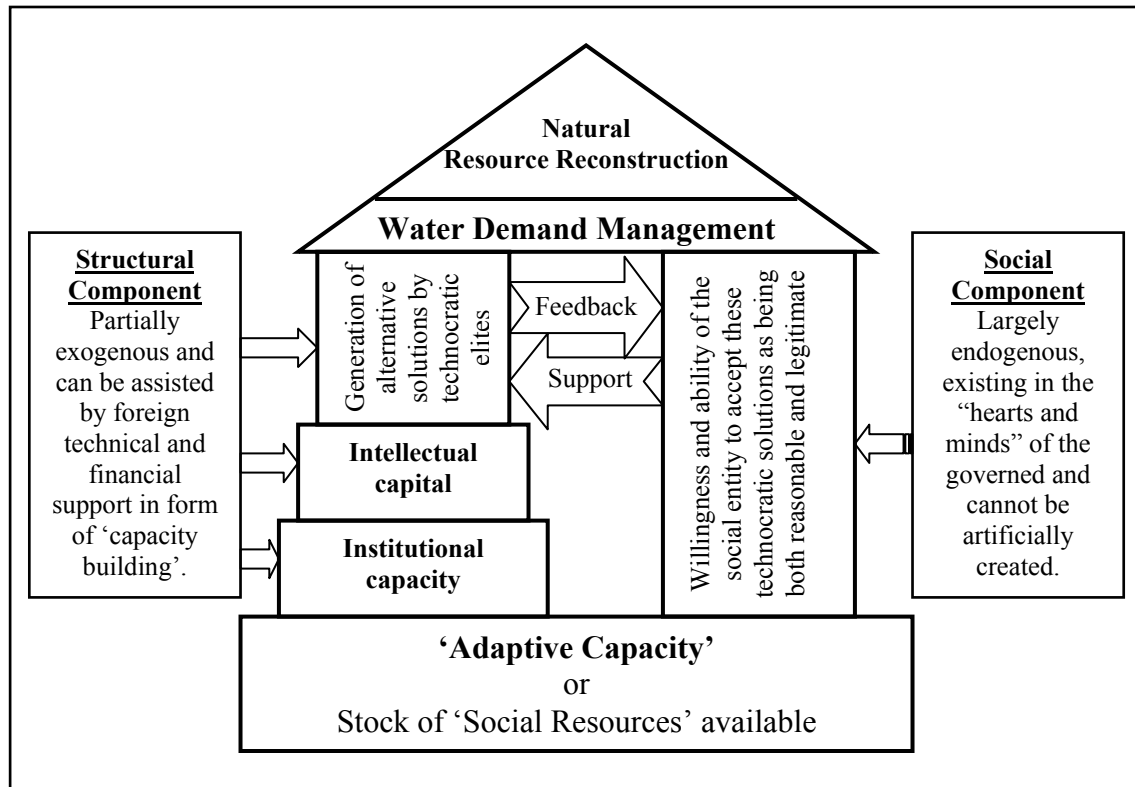 Natural
Resource Reconstruction
Water Demand Management
Structural
Component
Partially
exogenous and
can be assisted
by foreign
technical and
financial
support in form
of ‘capacity
building’.
Generation of
alternative
solutions by
technocratic
elites
Feedback
Support
Intellectual
capital
Institutional
capacity
Willingness and ability of the
social entity to accept these
technocratic solutions as being
both reasonable and legitimate
Social
Component
Largely
endogenous,
existing in the
“hearts and
minds” of the
governed and
cannot be
artificially
created.
‘Adaptive Capacity’
or
Stock of ‘Social Resources’ available